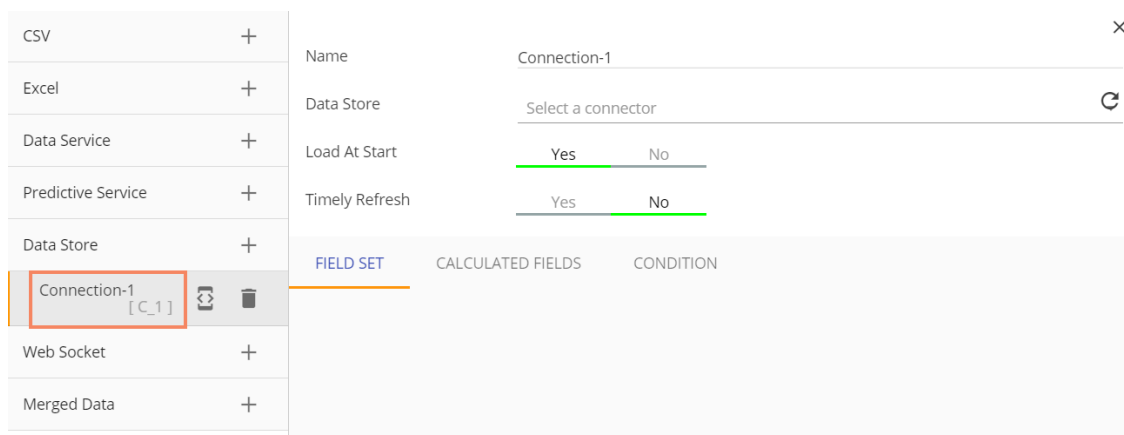 CSV
Excel
Data Service
Predictive Service
Data Store
Connection-1
[ C_1 ]
Web Socket
Merged Data
Name Connection-1
Data Store Select a connector
Load At Start Yes No
Timely Refresh Yes No
FIELD SET CALCULATED FIELDS CONDITION